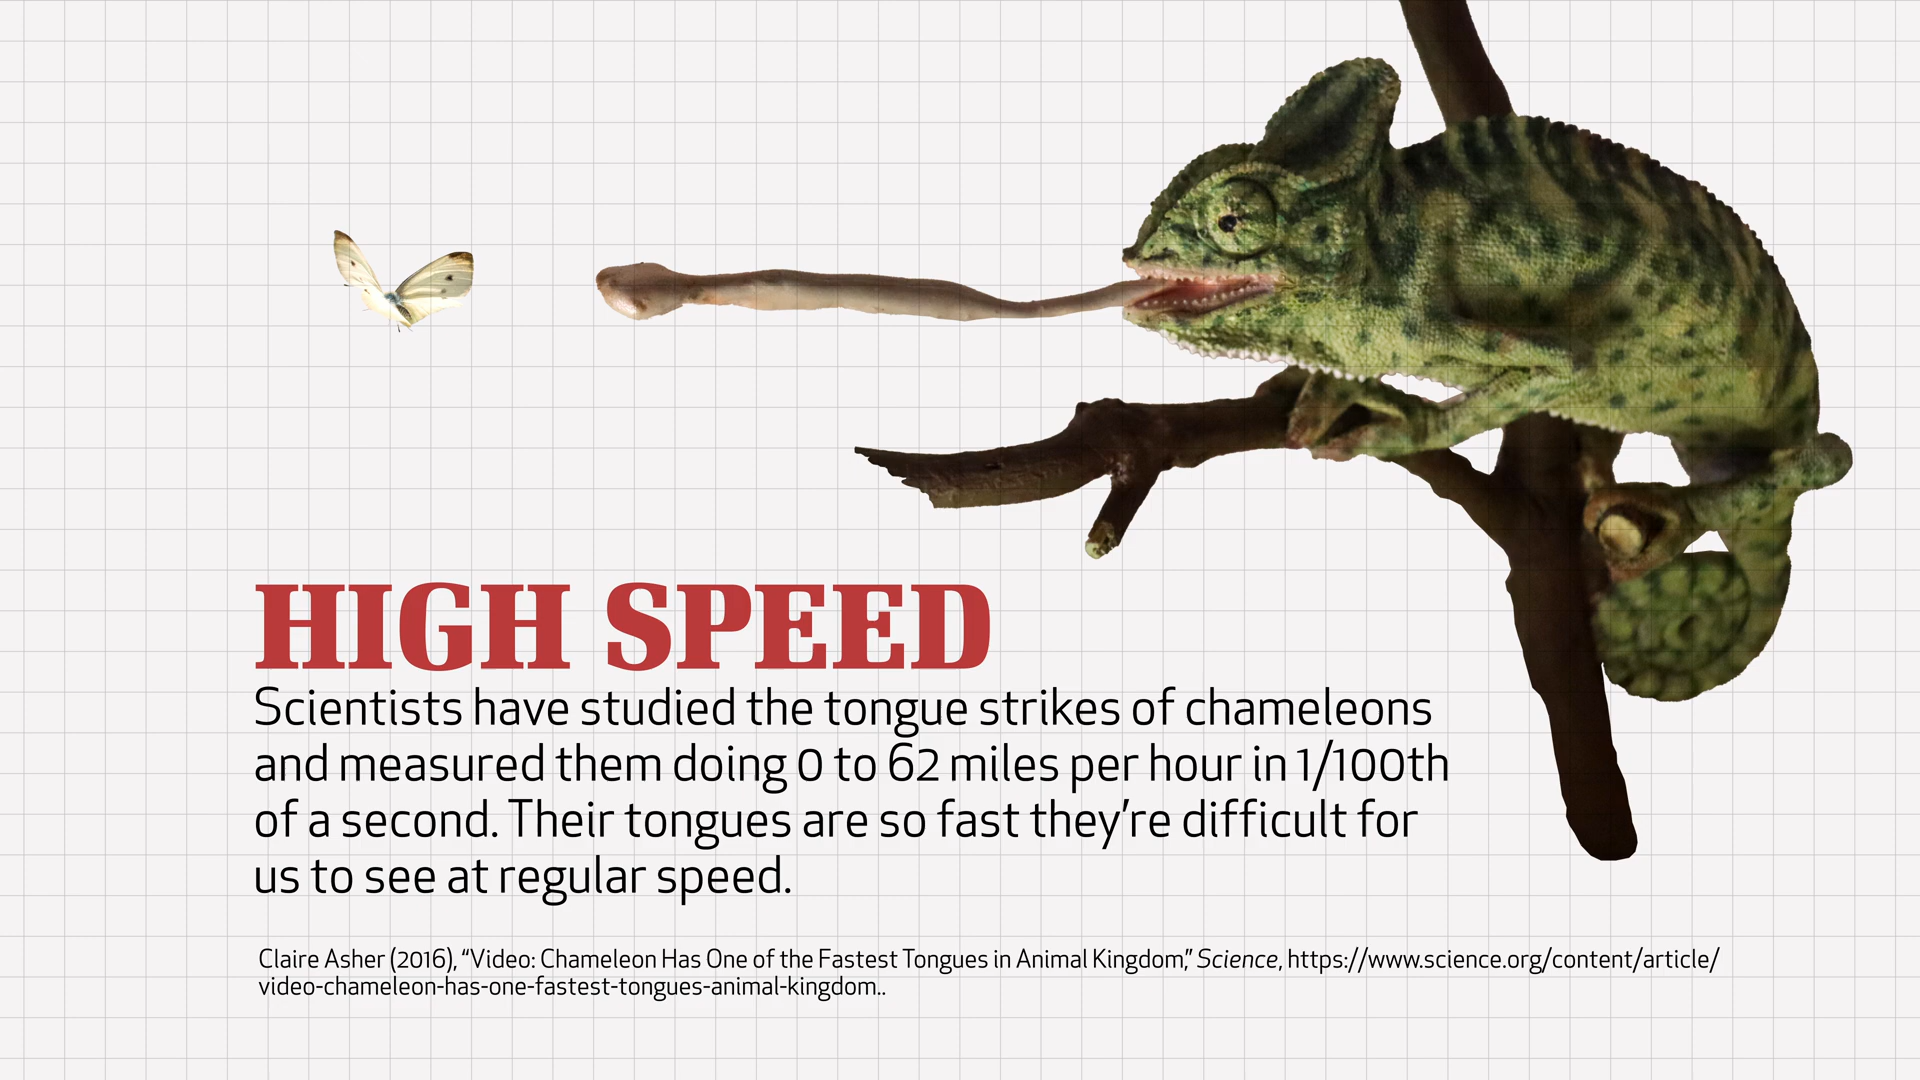 HIGH SPEED
Scientists have studied the tongue strikes of chameleons
and measured them doing 0 to 62 miles per hour in 1/100th
of a second. Their tongues are so fast they’re difficult for
us to see at regular speed.
Claire Asher (2016), “Video: Chameleon Has One of the Fastest Tongues in Animal Kingdom,” Science, https://www.science.org/content/article/
video-chameleon-has-one-fastest-tongues-animal-kingdom..